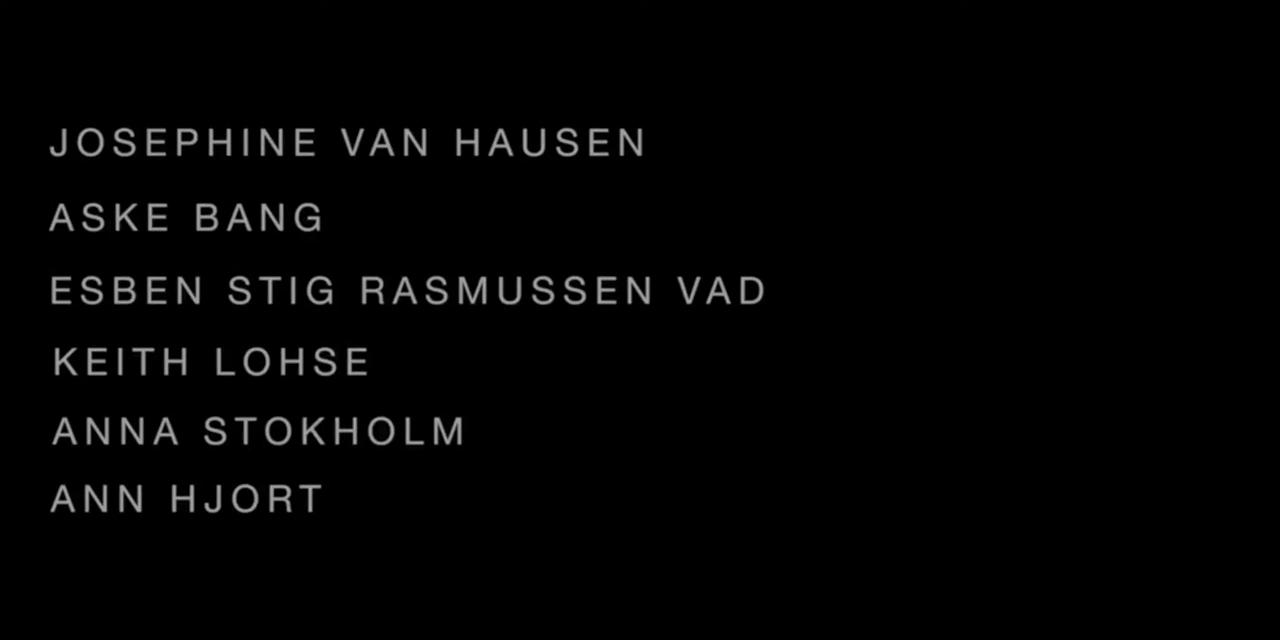 JOSEPHINE VAN HAUSEN
ASKE BANG
ESBEN STIG RASMUSSEN VAD
KEITH LOHSE
ANNA STOKHOLM
ANN HJORT